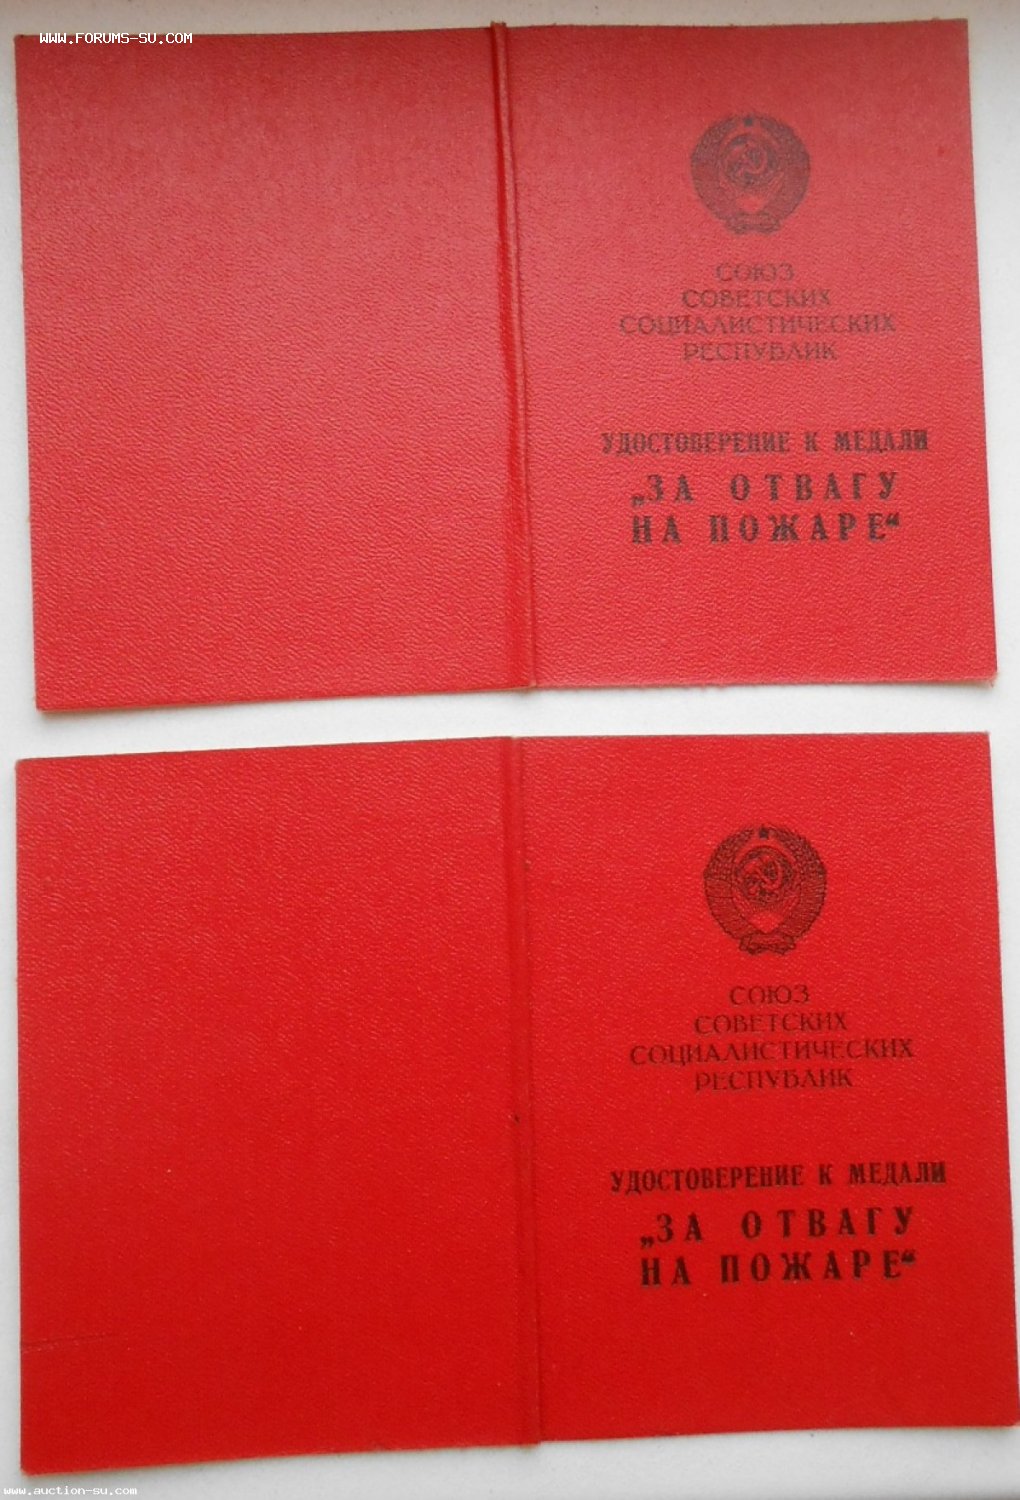 WWW.FORUMS-SU.COM
СОЮЗ
СОВЕТСКИХ
СОЦИАЛИСТИЧЕСКИХ
РЕСПУБЛИК
УДОСТОВЕРЕНИЕ К МЕДАЛИ
„ЗА ОТВАГУ
НА ПОЖАРЕ“
СОЮЗ
СОВЕТСКИХ
СОЦИАЛИСТИЧЕСКИХ
РЕСПУБЛИК
УДОСТОВЕРЕНИЕ К МЕДАЛИ
„ЗА ОТВАГУ
НА ПОЖАРЕ“
www.auction-su.com